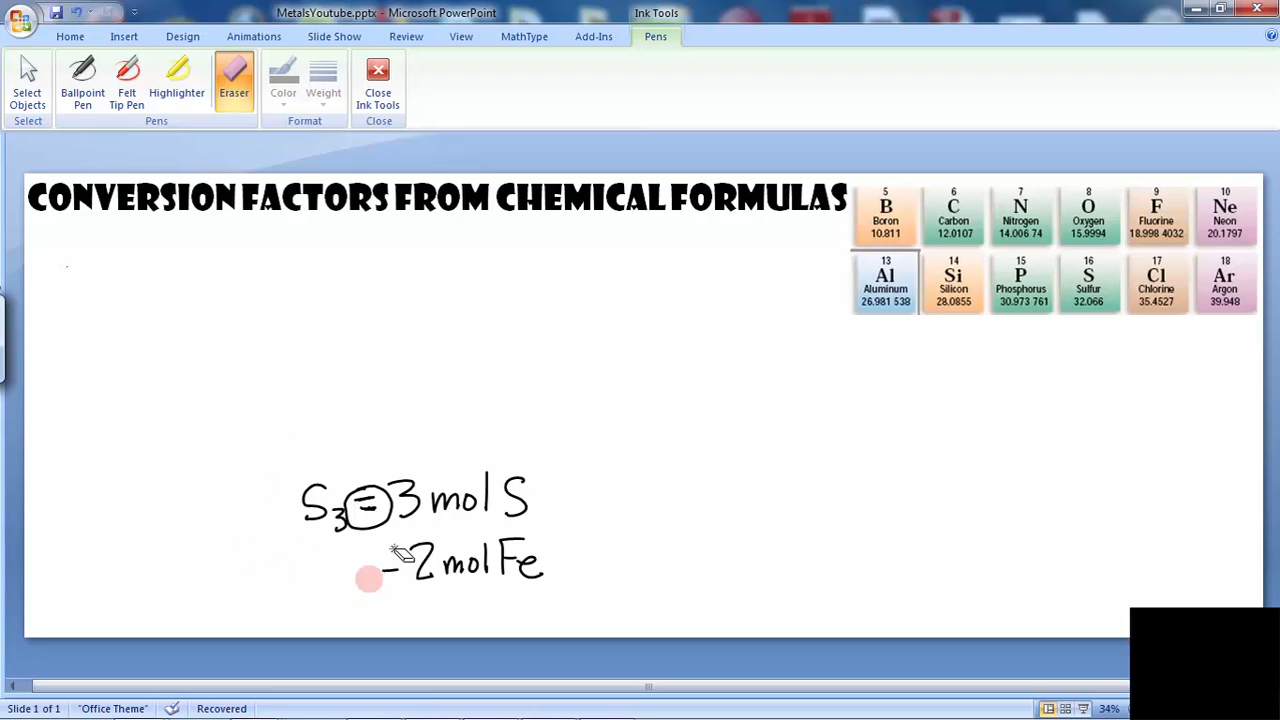 MetalsYoutube.pptx - Microsoft PowerPoint
Ink Tools
Home Insert Design Animations Slide Show Review View MathType Add-Ins Pens
Select Objects
Ballpoint Pen
Felt Tip Pen
Highlighter
Eraser
Color
Weight
Close Ink Tools
Select Pens Format Close
CONVERSION FACTORS FROM CHEMICAL FORMULAS
5 6 7 8 9 10
B C N O F Ne
Boron Carbon Nitrogen Oxygen Fluorine Neon
10.811 12.0107 14.006 74 15.9994 18.998 4032 20.1797
13 14 15 16 17 18
Al Si P S Cl Ar
Aluminum Silicon Phosphorus Sulfur Chlorine Argon
26.981 538 28.0855 30.973 761 32.066 35.4527 39.948
S₃ = 3 mol S
2 mol Fe
Slide 1 of 1 "Office Theme" Recovered 34%